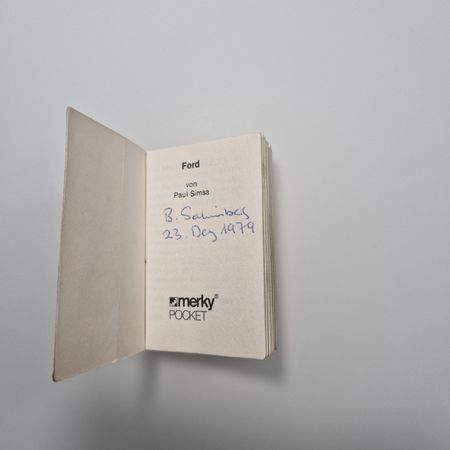 Ford
von
Paul Simsa
B.
23. Dez 1979
merky®
POCKET